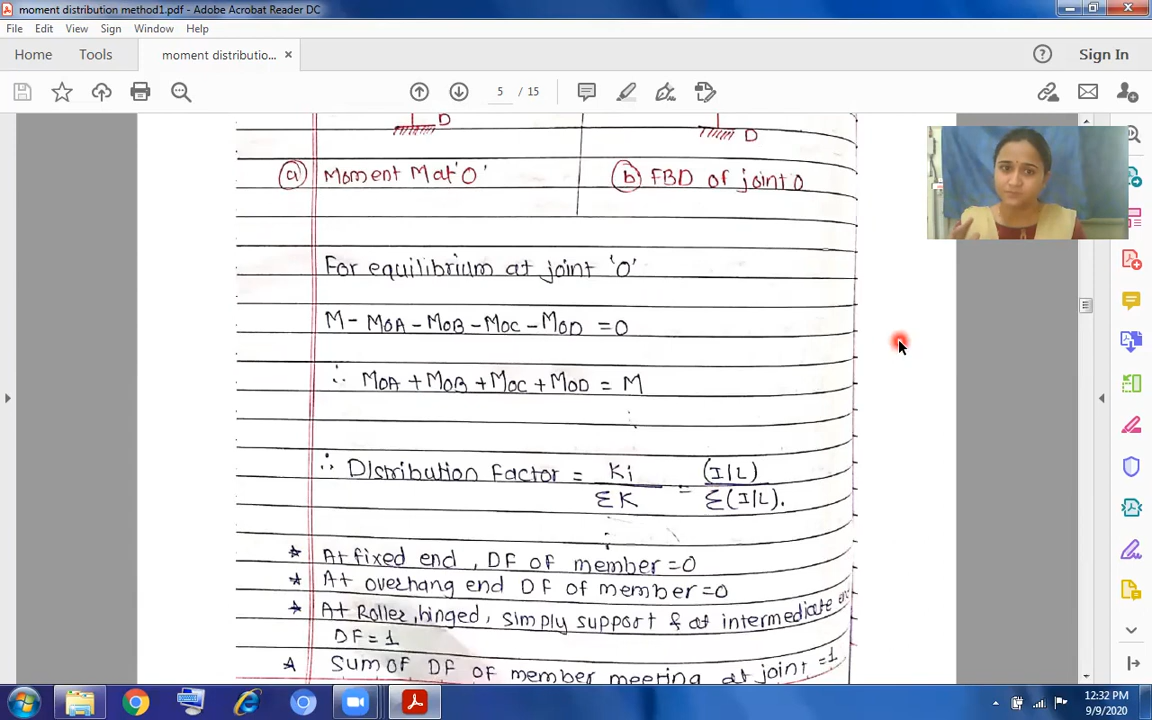 moment distribution method1.pdf - Adobe Acrobat Reader DC
File Edit View Sign Window Help
Home Tools moment distributio... × Sign In
5 / 15
D D
(a) Moment M at 'O' (b) FBD of joint O
For equilibrium at joint 'O'
M - MOA - MOB - MOC - MOD = 0
∴ MOA + MOB + MOC + MOD = M
∴ Distribution Factor = Ki / ΣK = (I/L) / Σ(I/L).
* At fixed end, DF of member = 0
* At overhang end DF of member = 0
* At Roller, hinged, simply support & at intermediate
DF = 1
* Sum of DF of member meeting at joint = 1
12:32 PM
9/9/2020